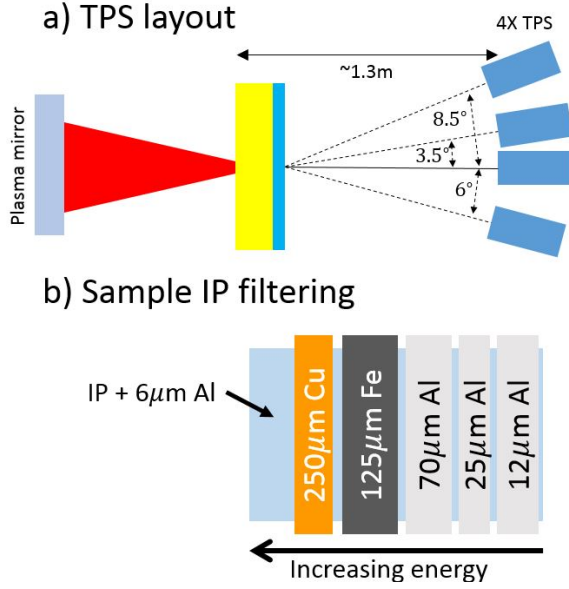 a) TPS layout
4X TPS
~1.3m
Plasma mirror
8.5°
3.5°
6°
b) Sample IP filtering
IP + 6μm Al
250μm Cu
125μm Fe
70μm Al
25μm Al
12μm Al
Increasing energy